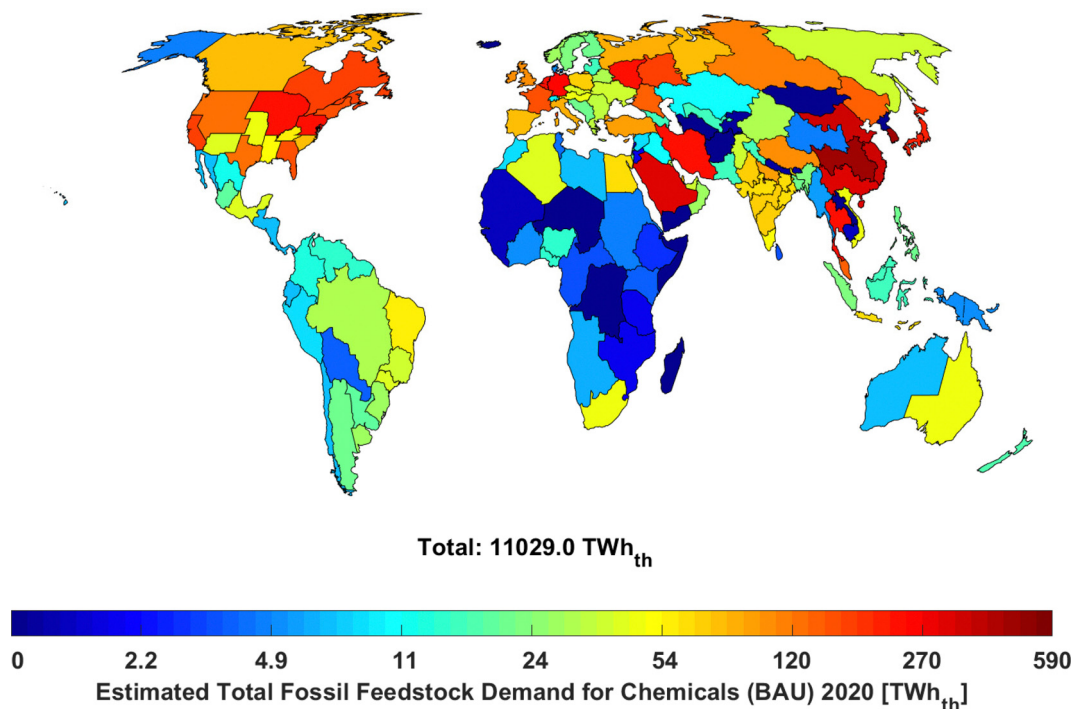 Total: 11029.0 TWh_th
0 2.2 4.9 11 24 54 120 270 590
Estimated Total Fossil Feedstock Demand for Chemicals (BAU) 2020 [TWh_th]